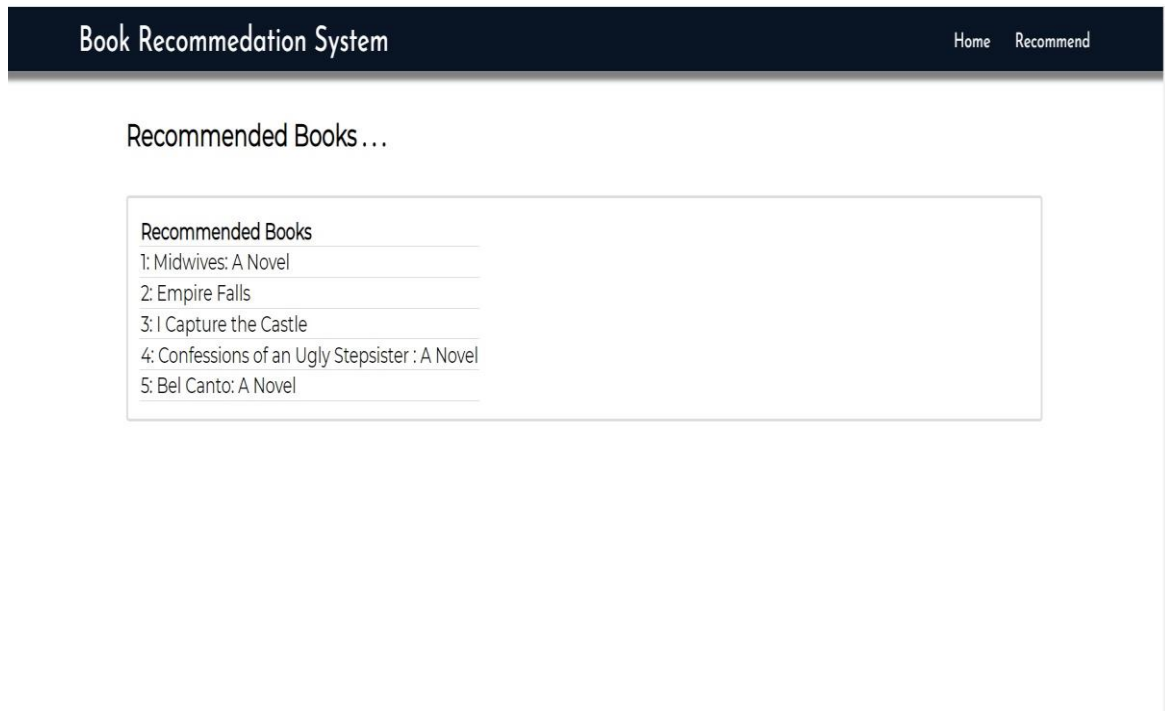 Book Recommedation System
Home Recommend
Recommended Books . . .
Recommended Books
1: Midwives: A Novel
2: Empire Falls
3: I Capture the Castle
4: Confessions of an Ugly Stepsister : A Novel
5: Bel Canto: A Novel